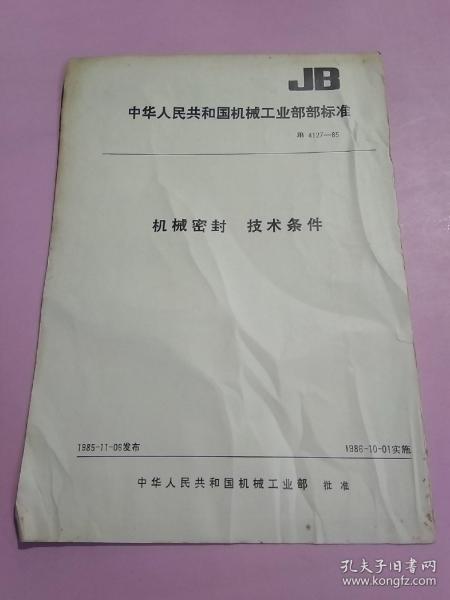 JB
中华人民共和国机械工业部部标准
JB 4127—85
机械密封 技术条件
1985-11-06发布
1986-10-01实施
中华人民共和国机械工业部 批准
孔夫子旧书网
www.kongfz.com